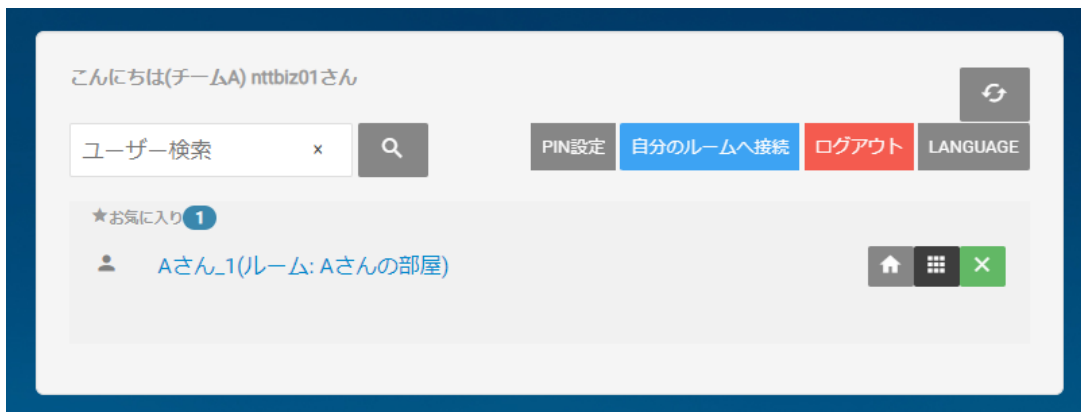 こんにちは(チームA) nttbiz01さん
ユーザー検索 ×
PIN設定 自分のルームへ接続 ログアウト LANGUAGE
★お気に入り 1
Aさん_1(ルーム: Aさんの部屋)